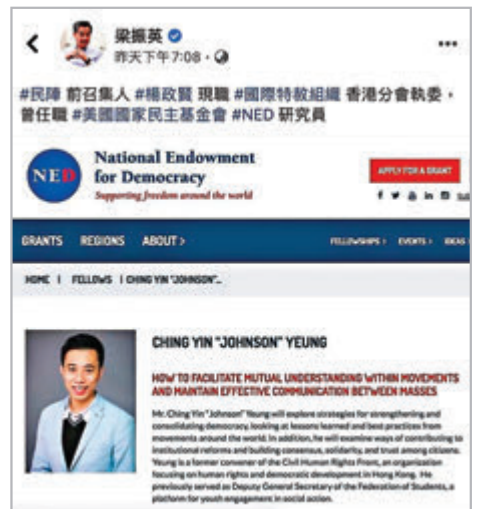 梁振英
昨天下午7:08 ·
#民陣 前召集人 #楊政賢 現職 #國際特赦組織 香港分會執委，
曾任職 #美國國家民主基金會 #NED 研究員
NED
National Endowment
for Democracy
Supporting freedom around the world
APPLY FOR A GRANT
GRANTS REGIONS ABOUT > FELLOWSHIPS > EVENTS > IDEAS
HOME | FELLOWS | CHING YIN "JOHNSON"...
CHING YIN "JOHNSON" YEUNG
HOW TO FACILITATE MUTUAL UNDERSTANDING WITHIN MOVEMENTS
AND MAINTAIN EFFECTIVE COMMUNICATION BETWEEN MASSES
Mr. Ching Yin "Johnson" Yeung will explore strategies for strengthening and
consolidating democracy, looking at lessons learned and best practices from
movements around the world. In addition, he will examine ways of contributing to
institutional reforms and building consensus, solidarity, and trust among citizens.
Yeung is a former convener of the Civil Human Rights Front, an organization
focusing on human rights and democratic development in Hong Kong. He
previously served as Deputy General Secretary of the Federation of Students, a
platform for youth engagement in social action.